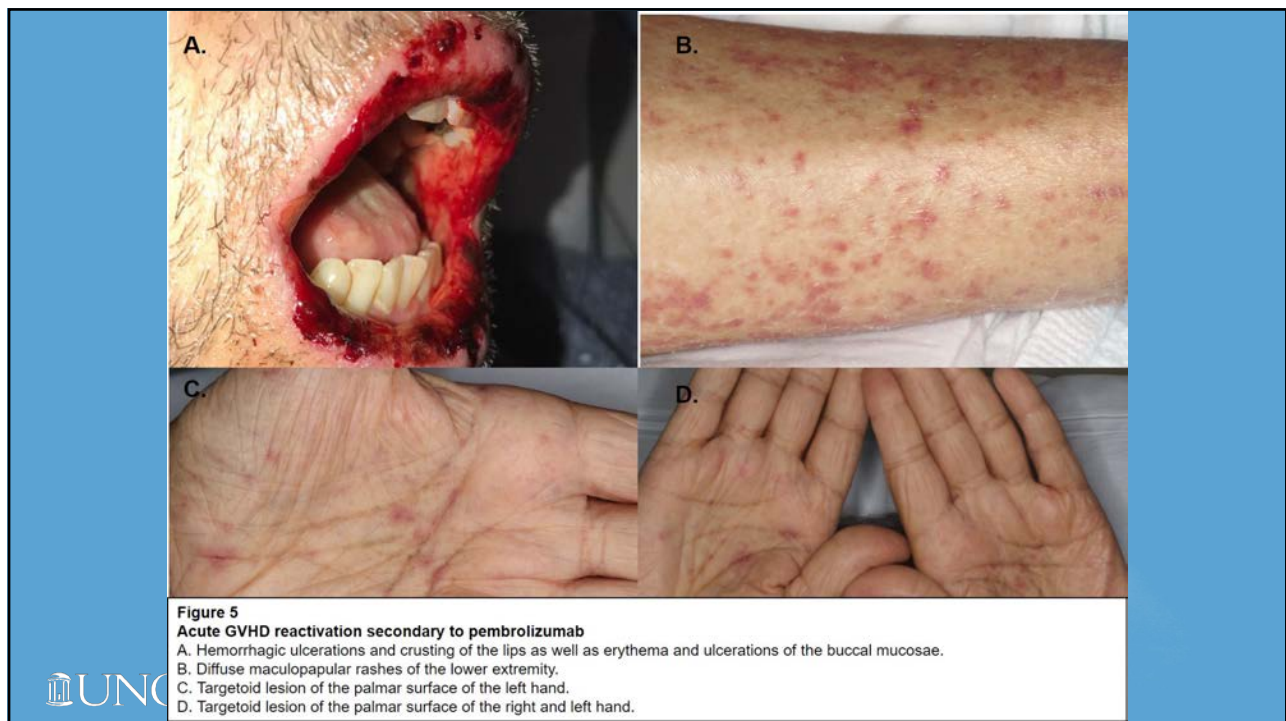 A.
B.
C.
D.
Figure 5
Acute GVHD reactivation secondary to pembrolizumab
A. Hemorrhagic ulcerations and crusting of the lips as well as erythema and ulcerations of the buccal mucosae.
B. Diffuse maculopapular rashes of the lower extremity.
C. Targetoid lesion of the palmar surface of the left hand.
D. Targetoid lesion of the palmar surface of the right and left hand.
UNC